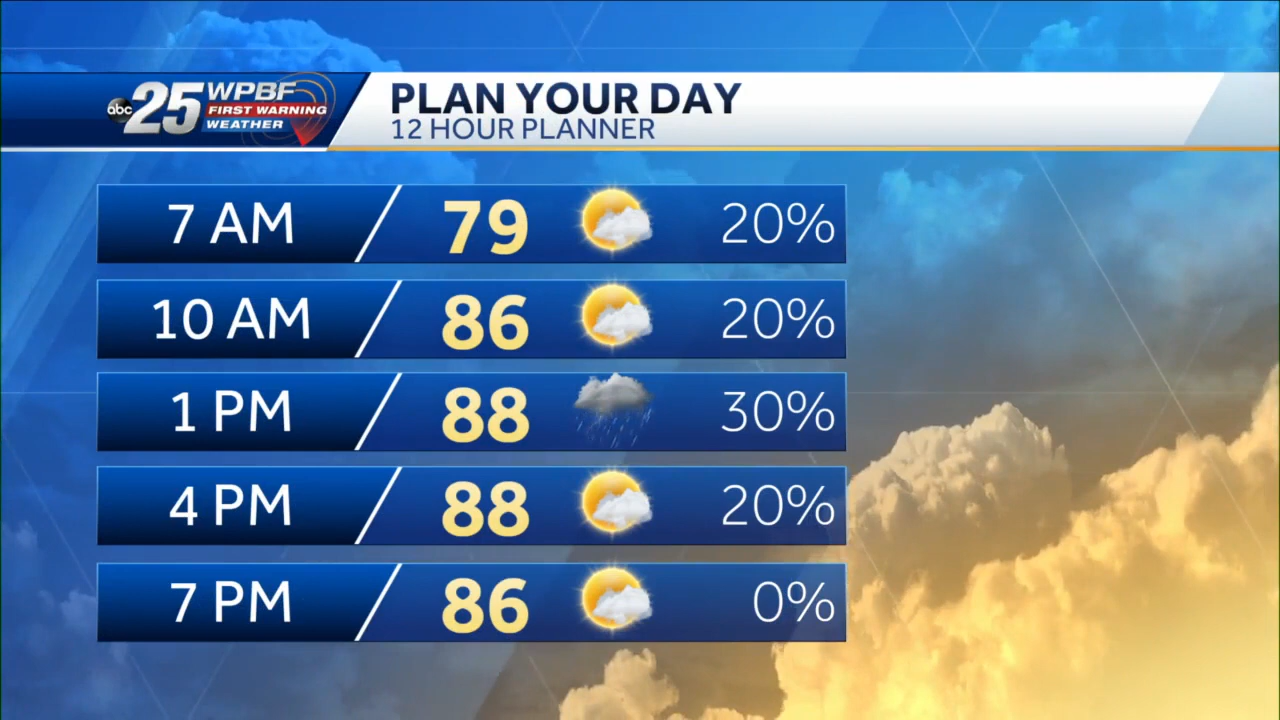 abc 25 WPBF
FIRST WARNING
WEATHER
PLAN YOUR DAY
12 HOUR PLANNER
7 AM 79 20%
10 AM 86 20%
1 PM 88 30%
4 PM 88 20%
7 PM 86 0%